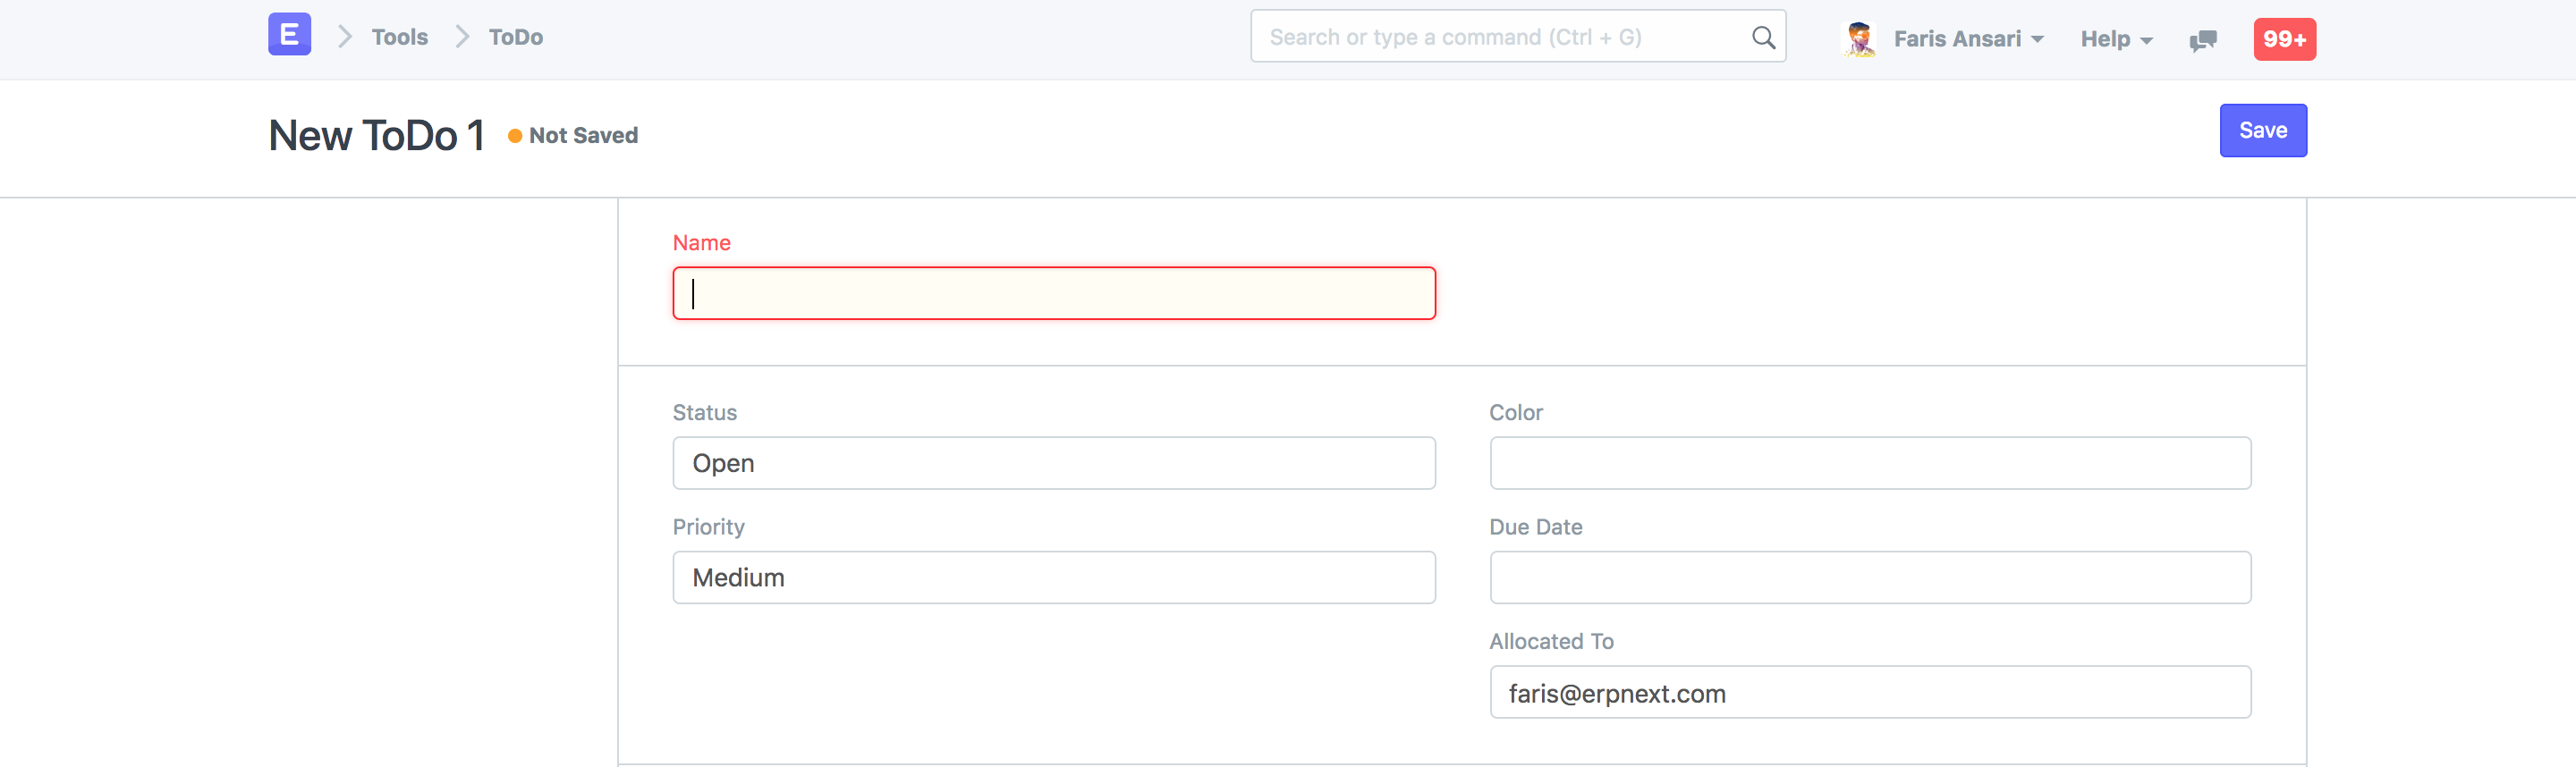 E Tools ToDo Search or type a command (Ctrl + G) Faris Ansari Help 99+
New ToDo 1 Not Saved Save
Name
Status Color
Open
Priority Due Date
Medium
Allocated To
faris@erpnext.com